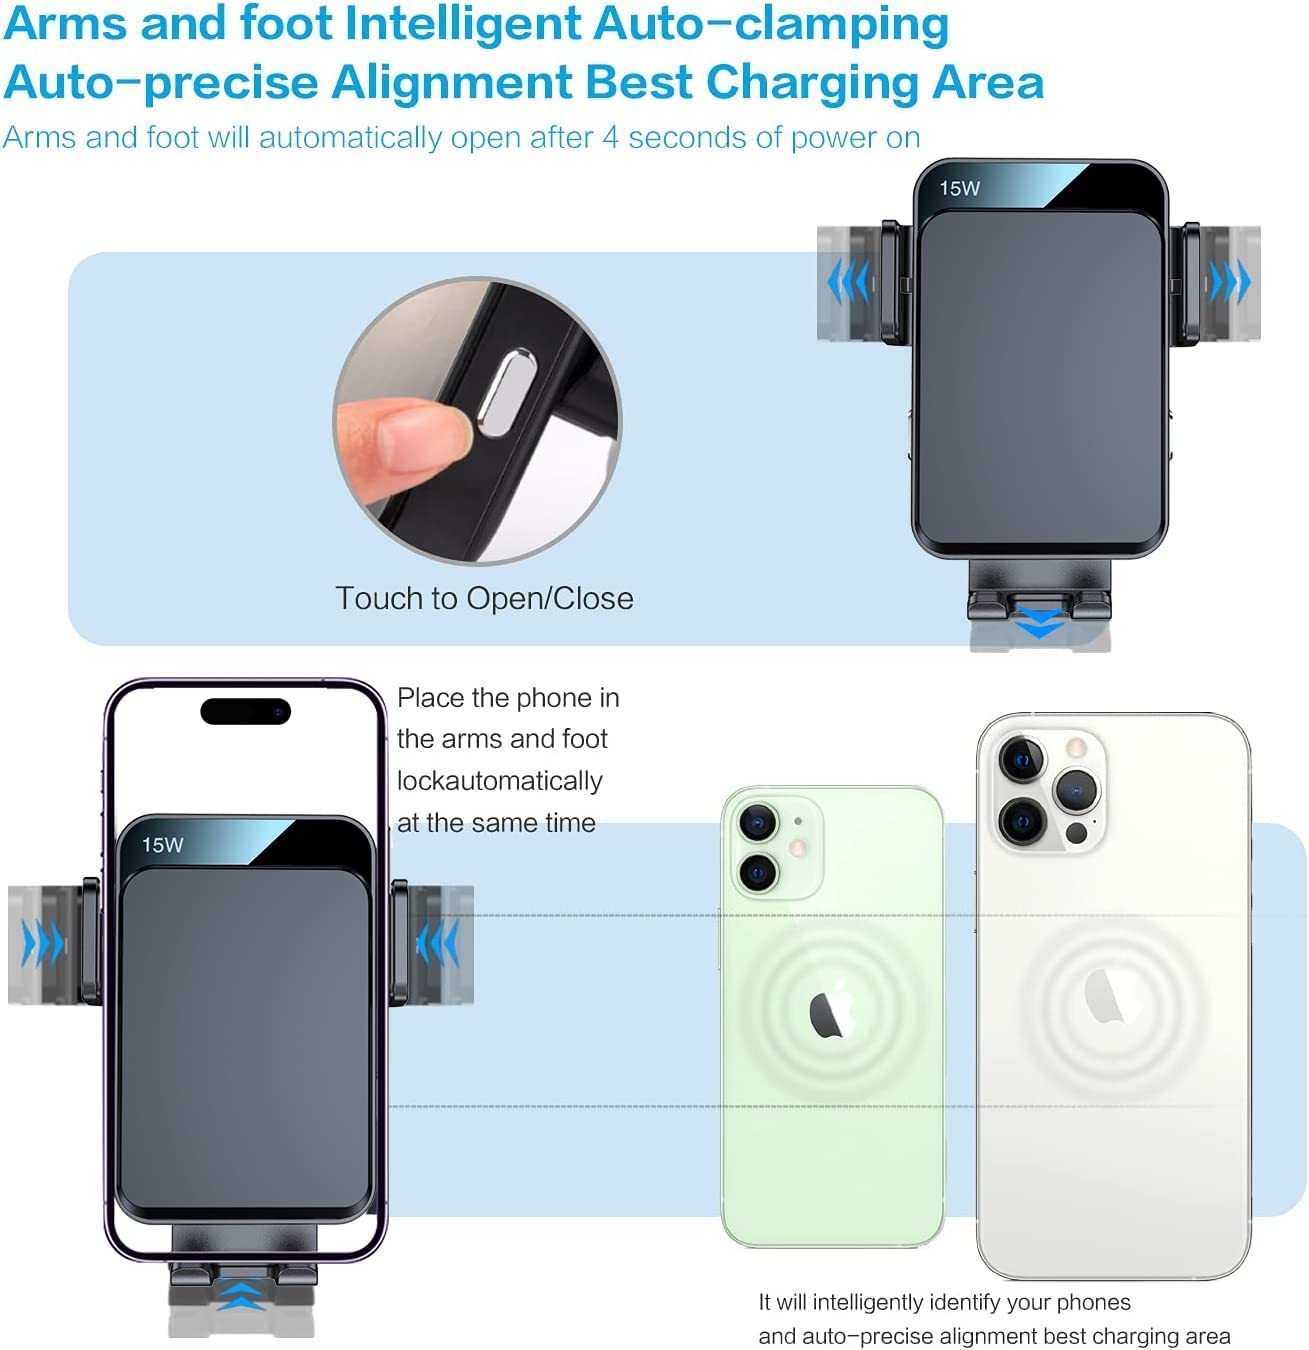 Arms and foot Intelligent Auto-clamping
Auto-precise Alignment Best Charging Area
Arms and foot will automatically open after 4 seconds of power on
15W
Touch to Open/Close
Place the phone in
the arms and foot
lockautomatically
at the same time
15W
It will intelligently identify your phones
and auto-precise alignment best charging area